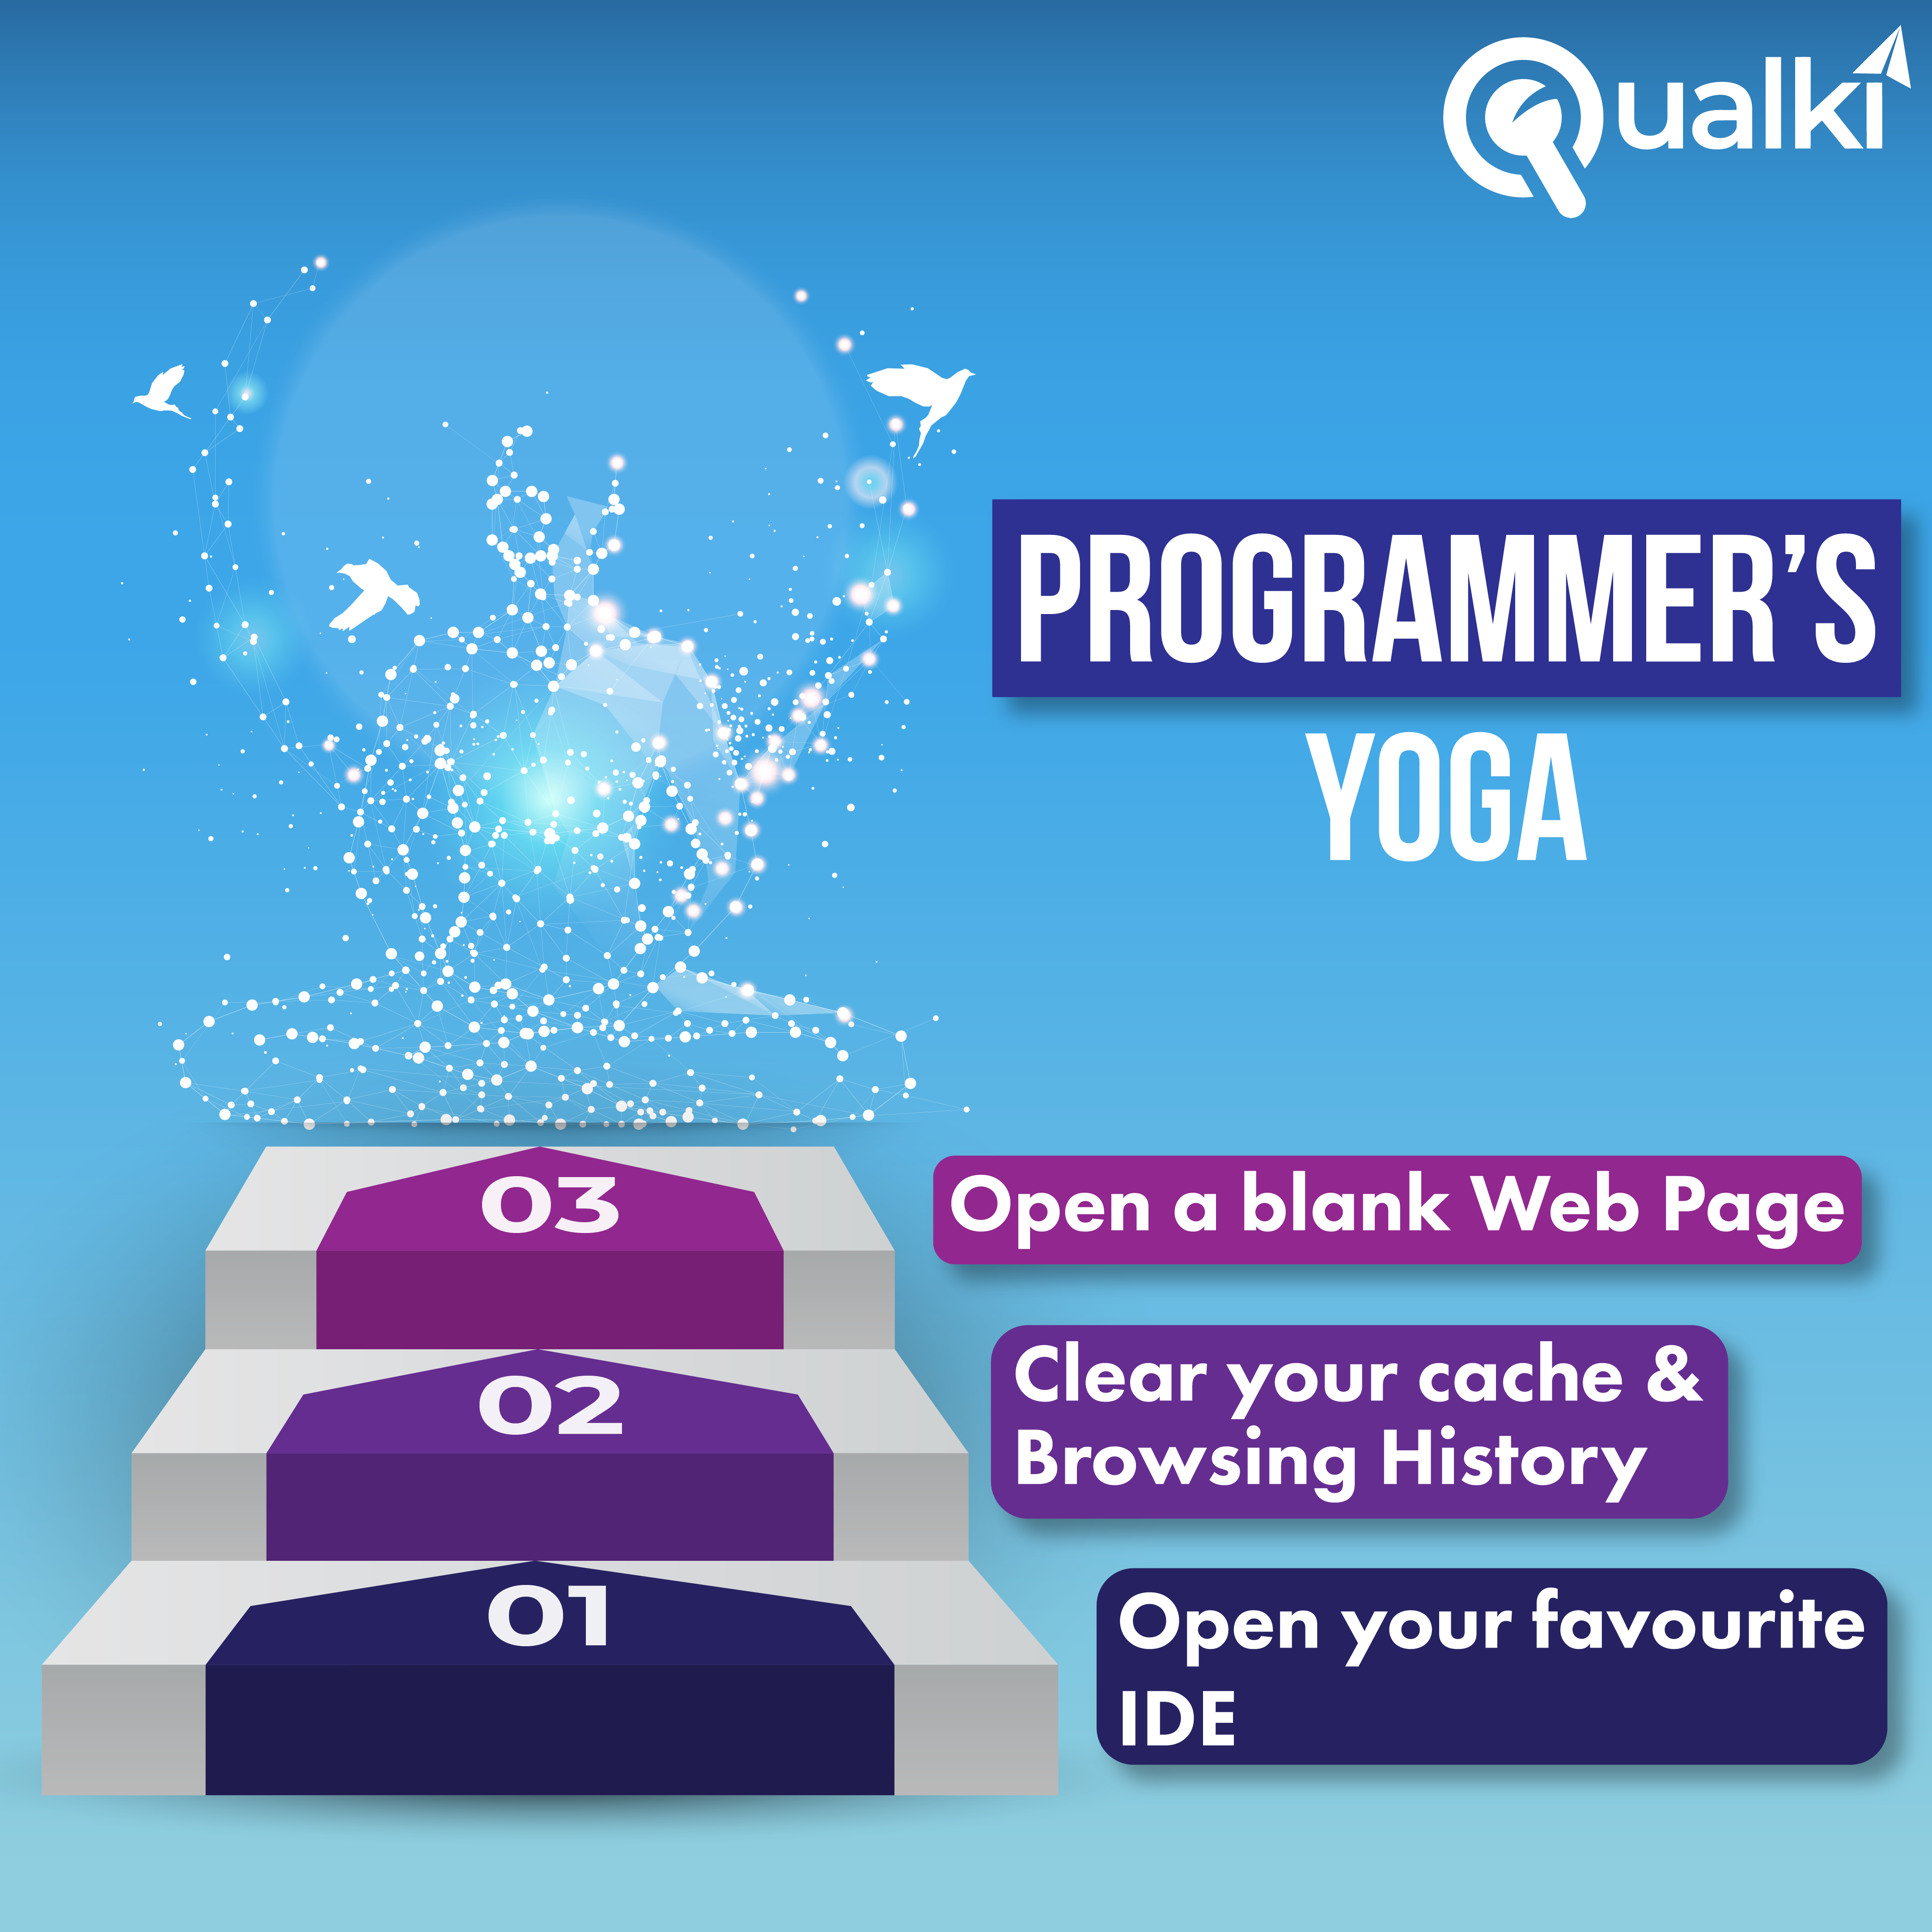 Qualki
PROGRAMMER'S
YOGA
03
Open a blank Web Page
02
Clear your cache &
Browsing History
01
Open your favourite
IDE